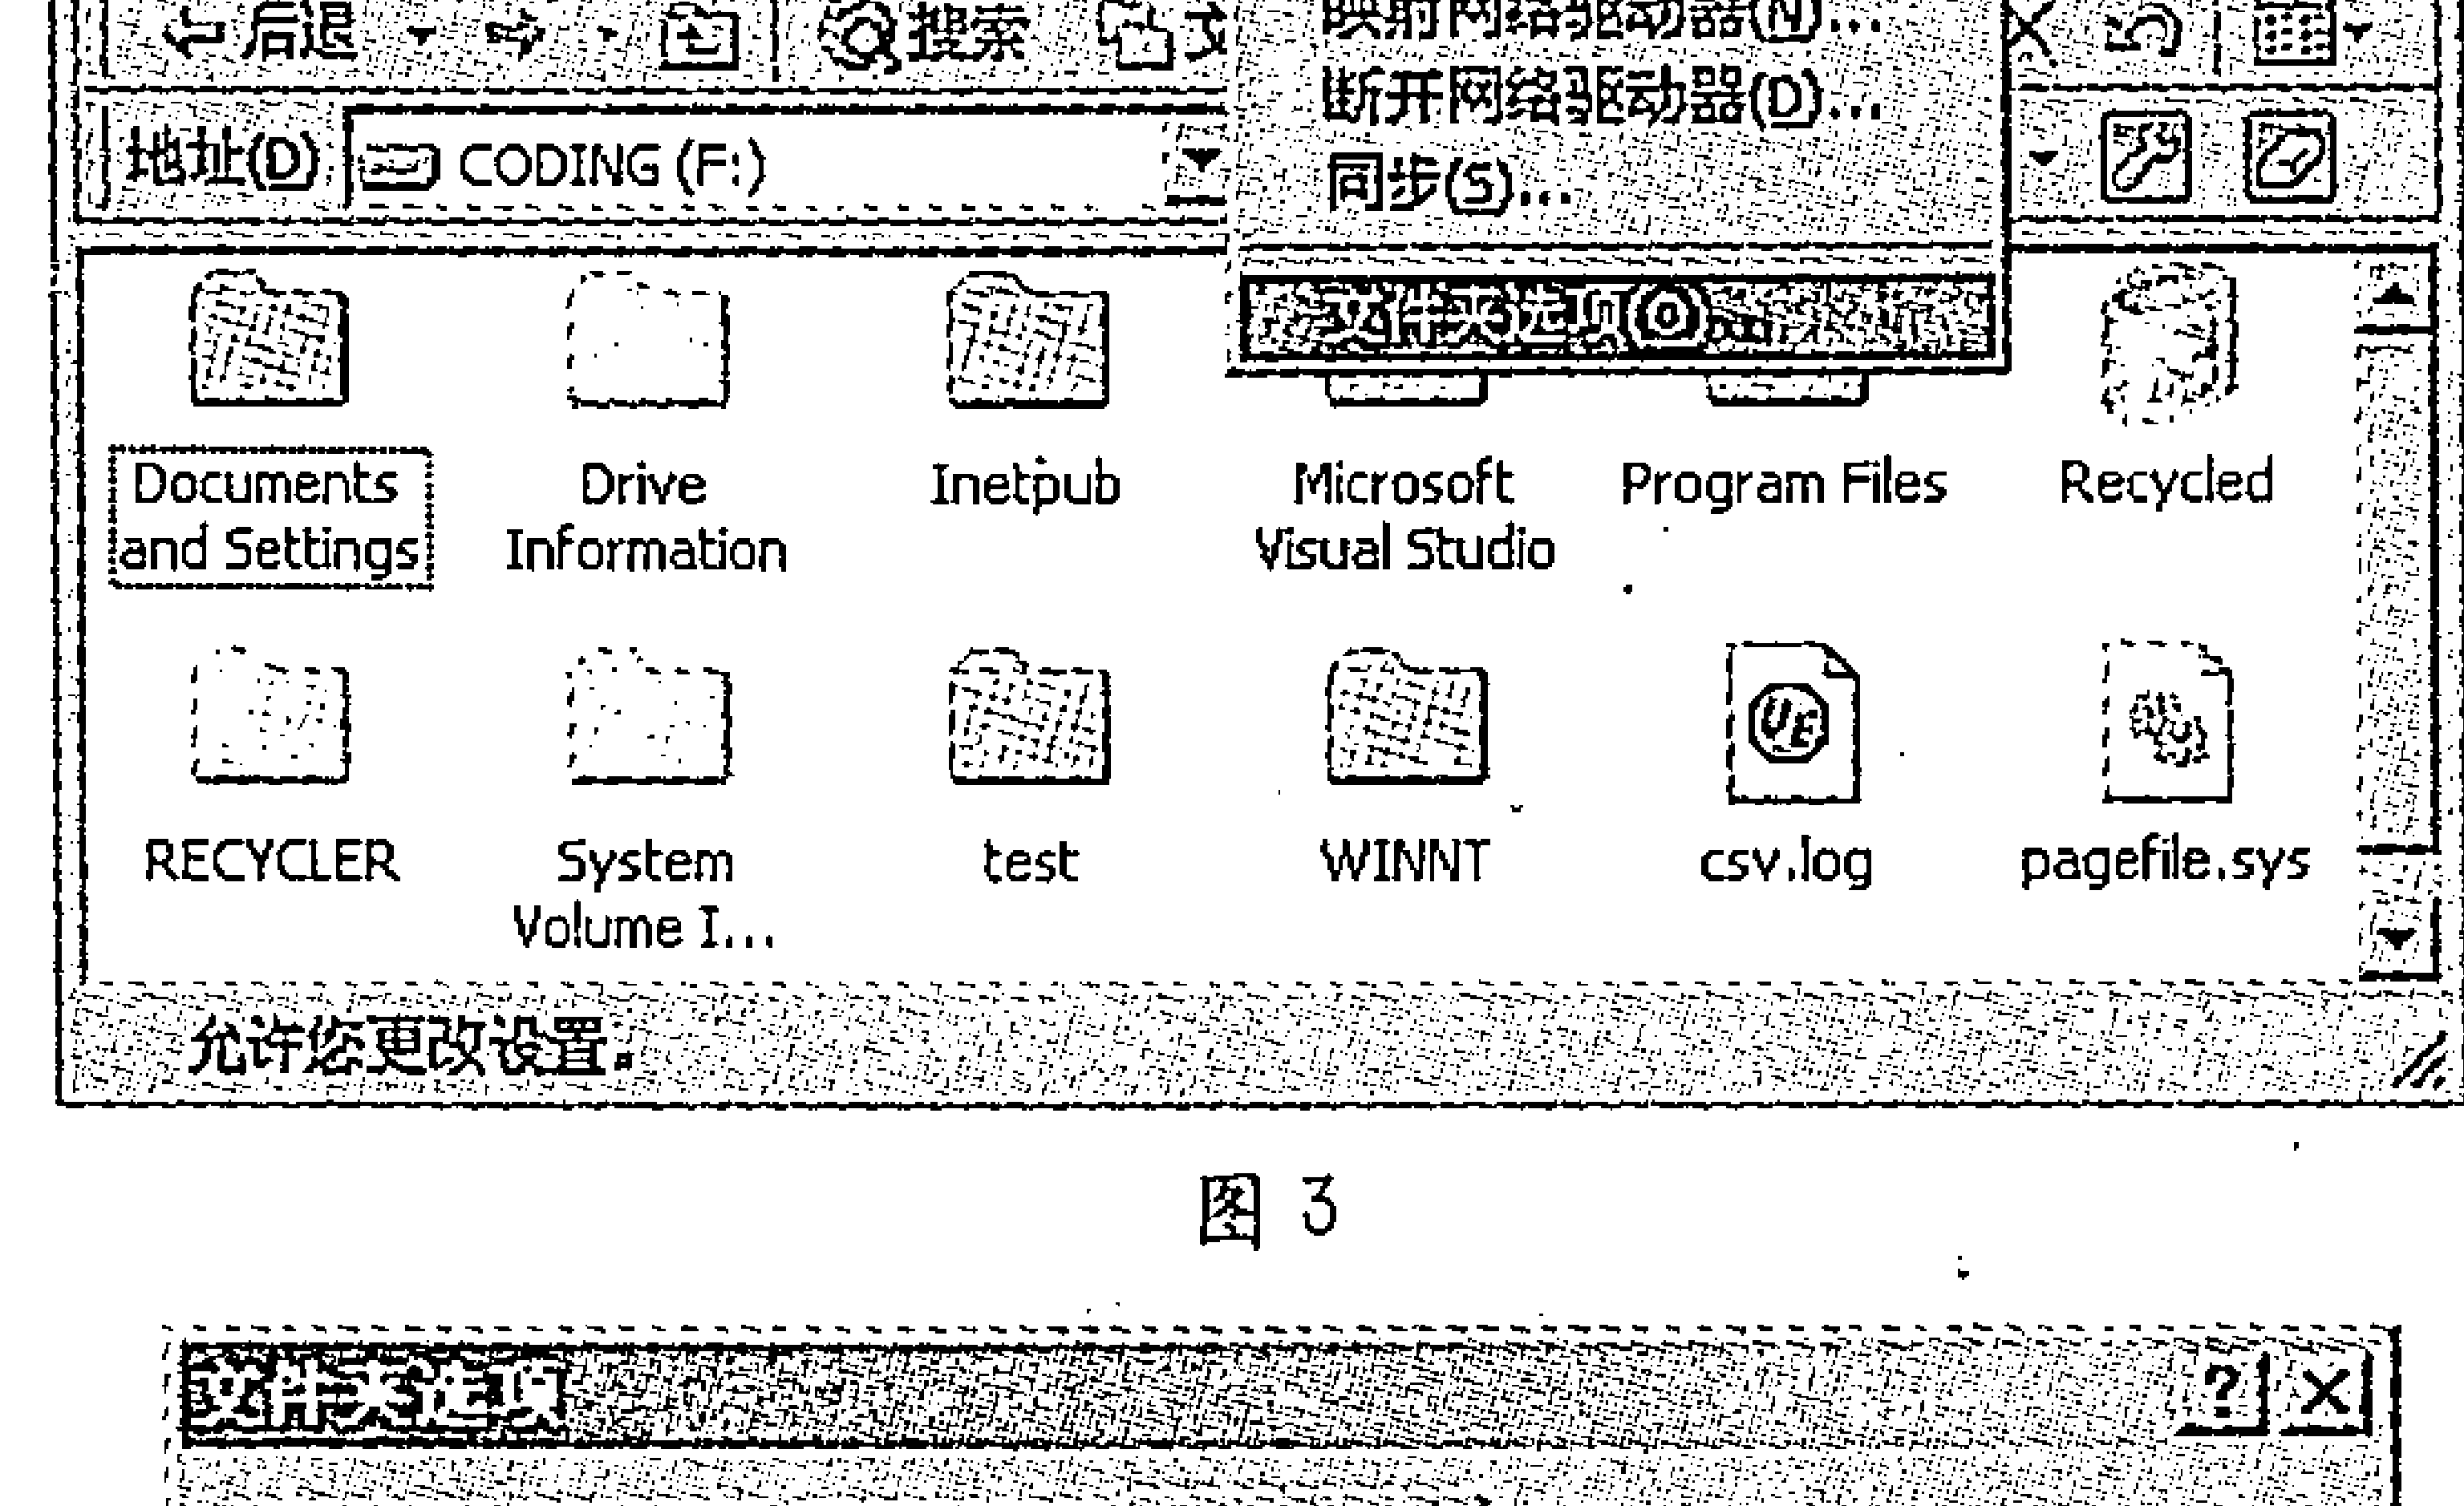 后退 搜索 文
映射网络驱动器(N)...
断开网络驱动器(D)...
地址(D) CODING (F:)
同步(S)...
文件夹选项(O)...
Documents and Settings
Drive Information
Inetpub
Microsoft Visual Studio
Program Files
Recycled
RECYCLER
System Volume I...
test
WINNT
UE
csv.log
pagefile.sys
允许您更改设置。
图 3
文件夹选项 ? ×